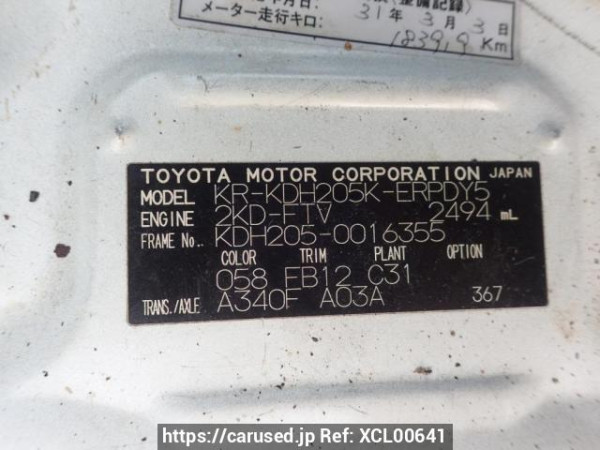 メーター走行キロ: 31年 3月 3日
18391,9 Km
TOYOTA MOTOR CORPORATION JAPAN
MODEL KR-KDH205K-ERPDY5
ENGINE 2KD-FTV 2494 mL
FRAME No. KDH205-0016355
COLOR TRIM PLANT OPTION
058 FB12 C31
TRANS./AXLE A340F A03A 367
https://carused.jp Ref: XCL00641